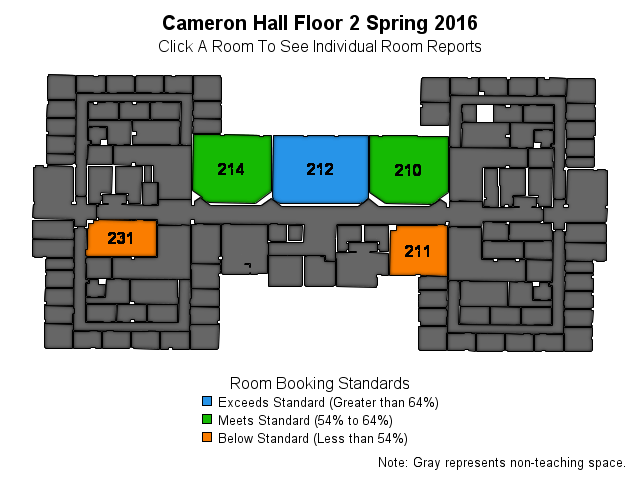 Cameron Hall Floor 2 Spring 2016
Click A Room To See Individual Room Reports
214
212
210
231
211
Room Booking Standards
Exceeds Standard (Greater than 64%)
Meets Standard (54% to 64%)
Below Standard (Less than 54%)
Note: Gray represents non-teaching space.